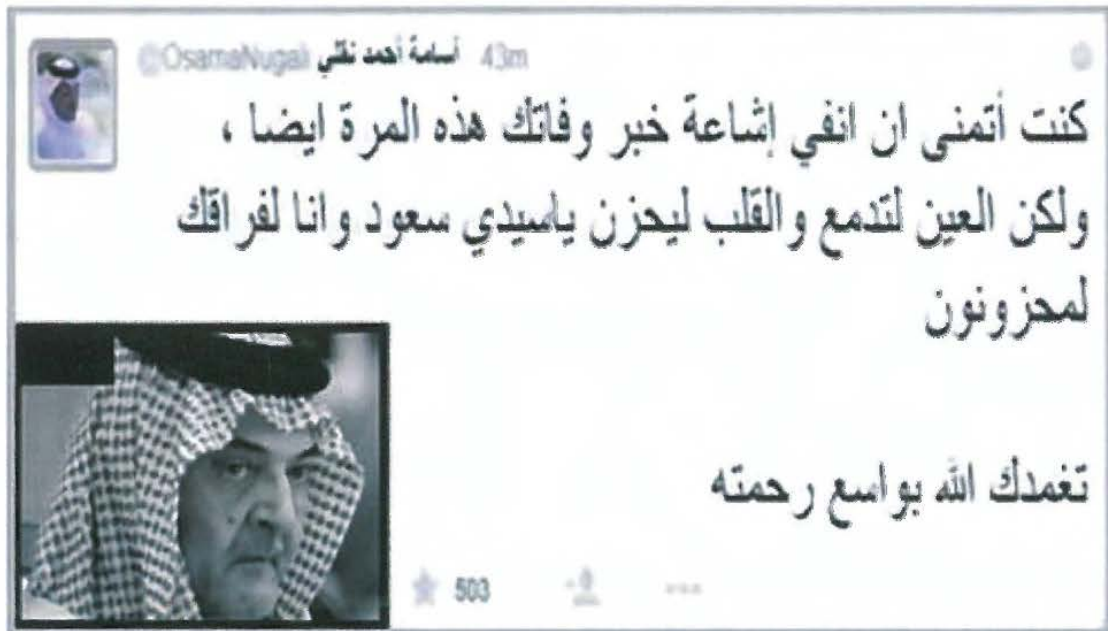 @OsamaNugali أسامة أحمد نقلي 43m
كنت أتمنى ان انفي إشاعة خبر وفاتك هذه المرة ايضا ،
ولكن العين لتدمع والقلب ليحزن ياسيدي سعود وانا لفراقك
لمحزونون
تغمدك الله بواسع رحمته
503